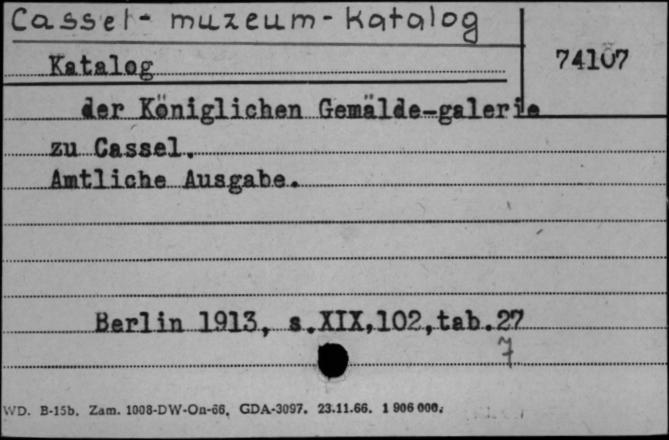 Cassel- muzeum-katalog
74107
Katalog
der Königlichen Gemälde-galerie
zu Cassel.
Amtliche Ausgabe.
Berlin 1913, s.XIX,102,tab.27
7
WD. B-15b. Zam. 1008-DW-On-66. GDA-3097. 23.11.66. 1 906 000.